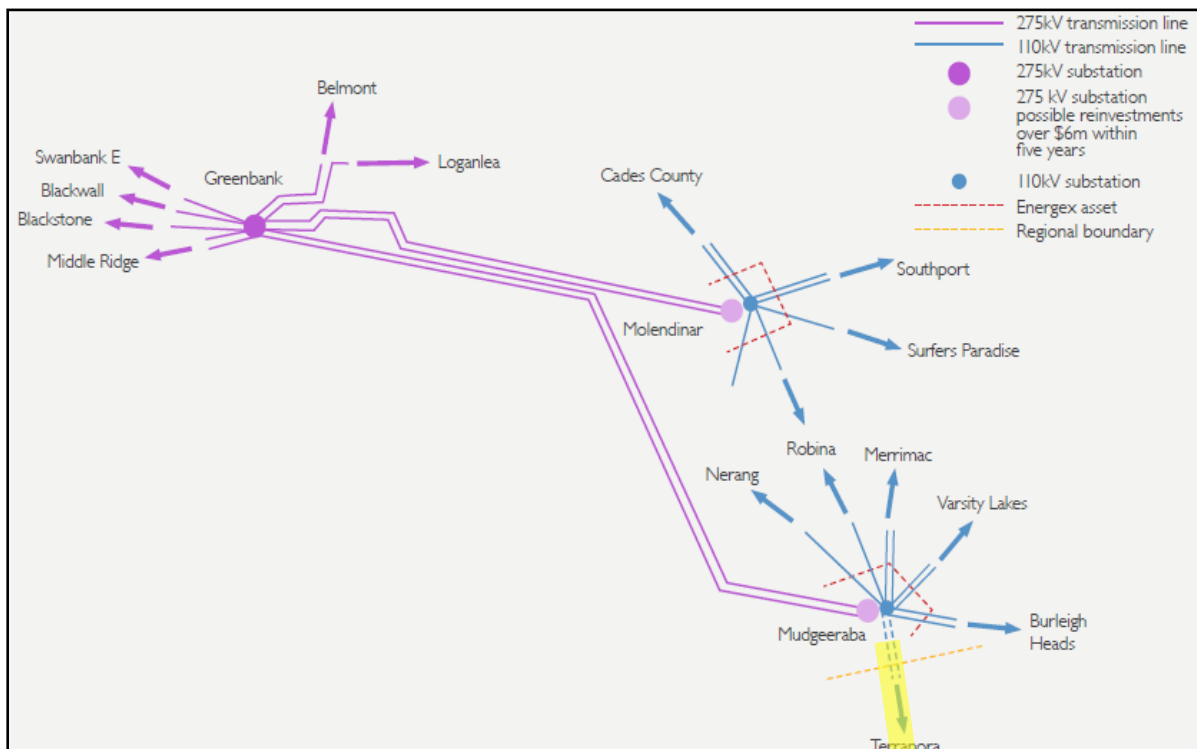 275kV transmission line
110kV transmission line
275kV substation
275 kV substation
possible reinvestments
over $6m within
five years
110kV substation
Energex asset
Regional boundary
Belmont
Swanbank E
Greenbank
Loganlea
Blackwall
Blackstone
Middle Ridge
Cades County
Southport
Molendinar
Surfers Paradise
Robina
Merrimac
Nerang
Varsity Lakes
Mudgeeraba
Burleigh
Heads
Terranora